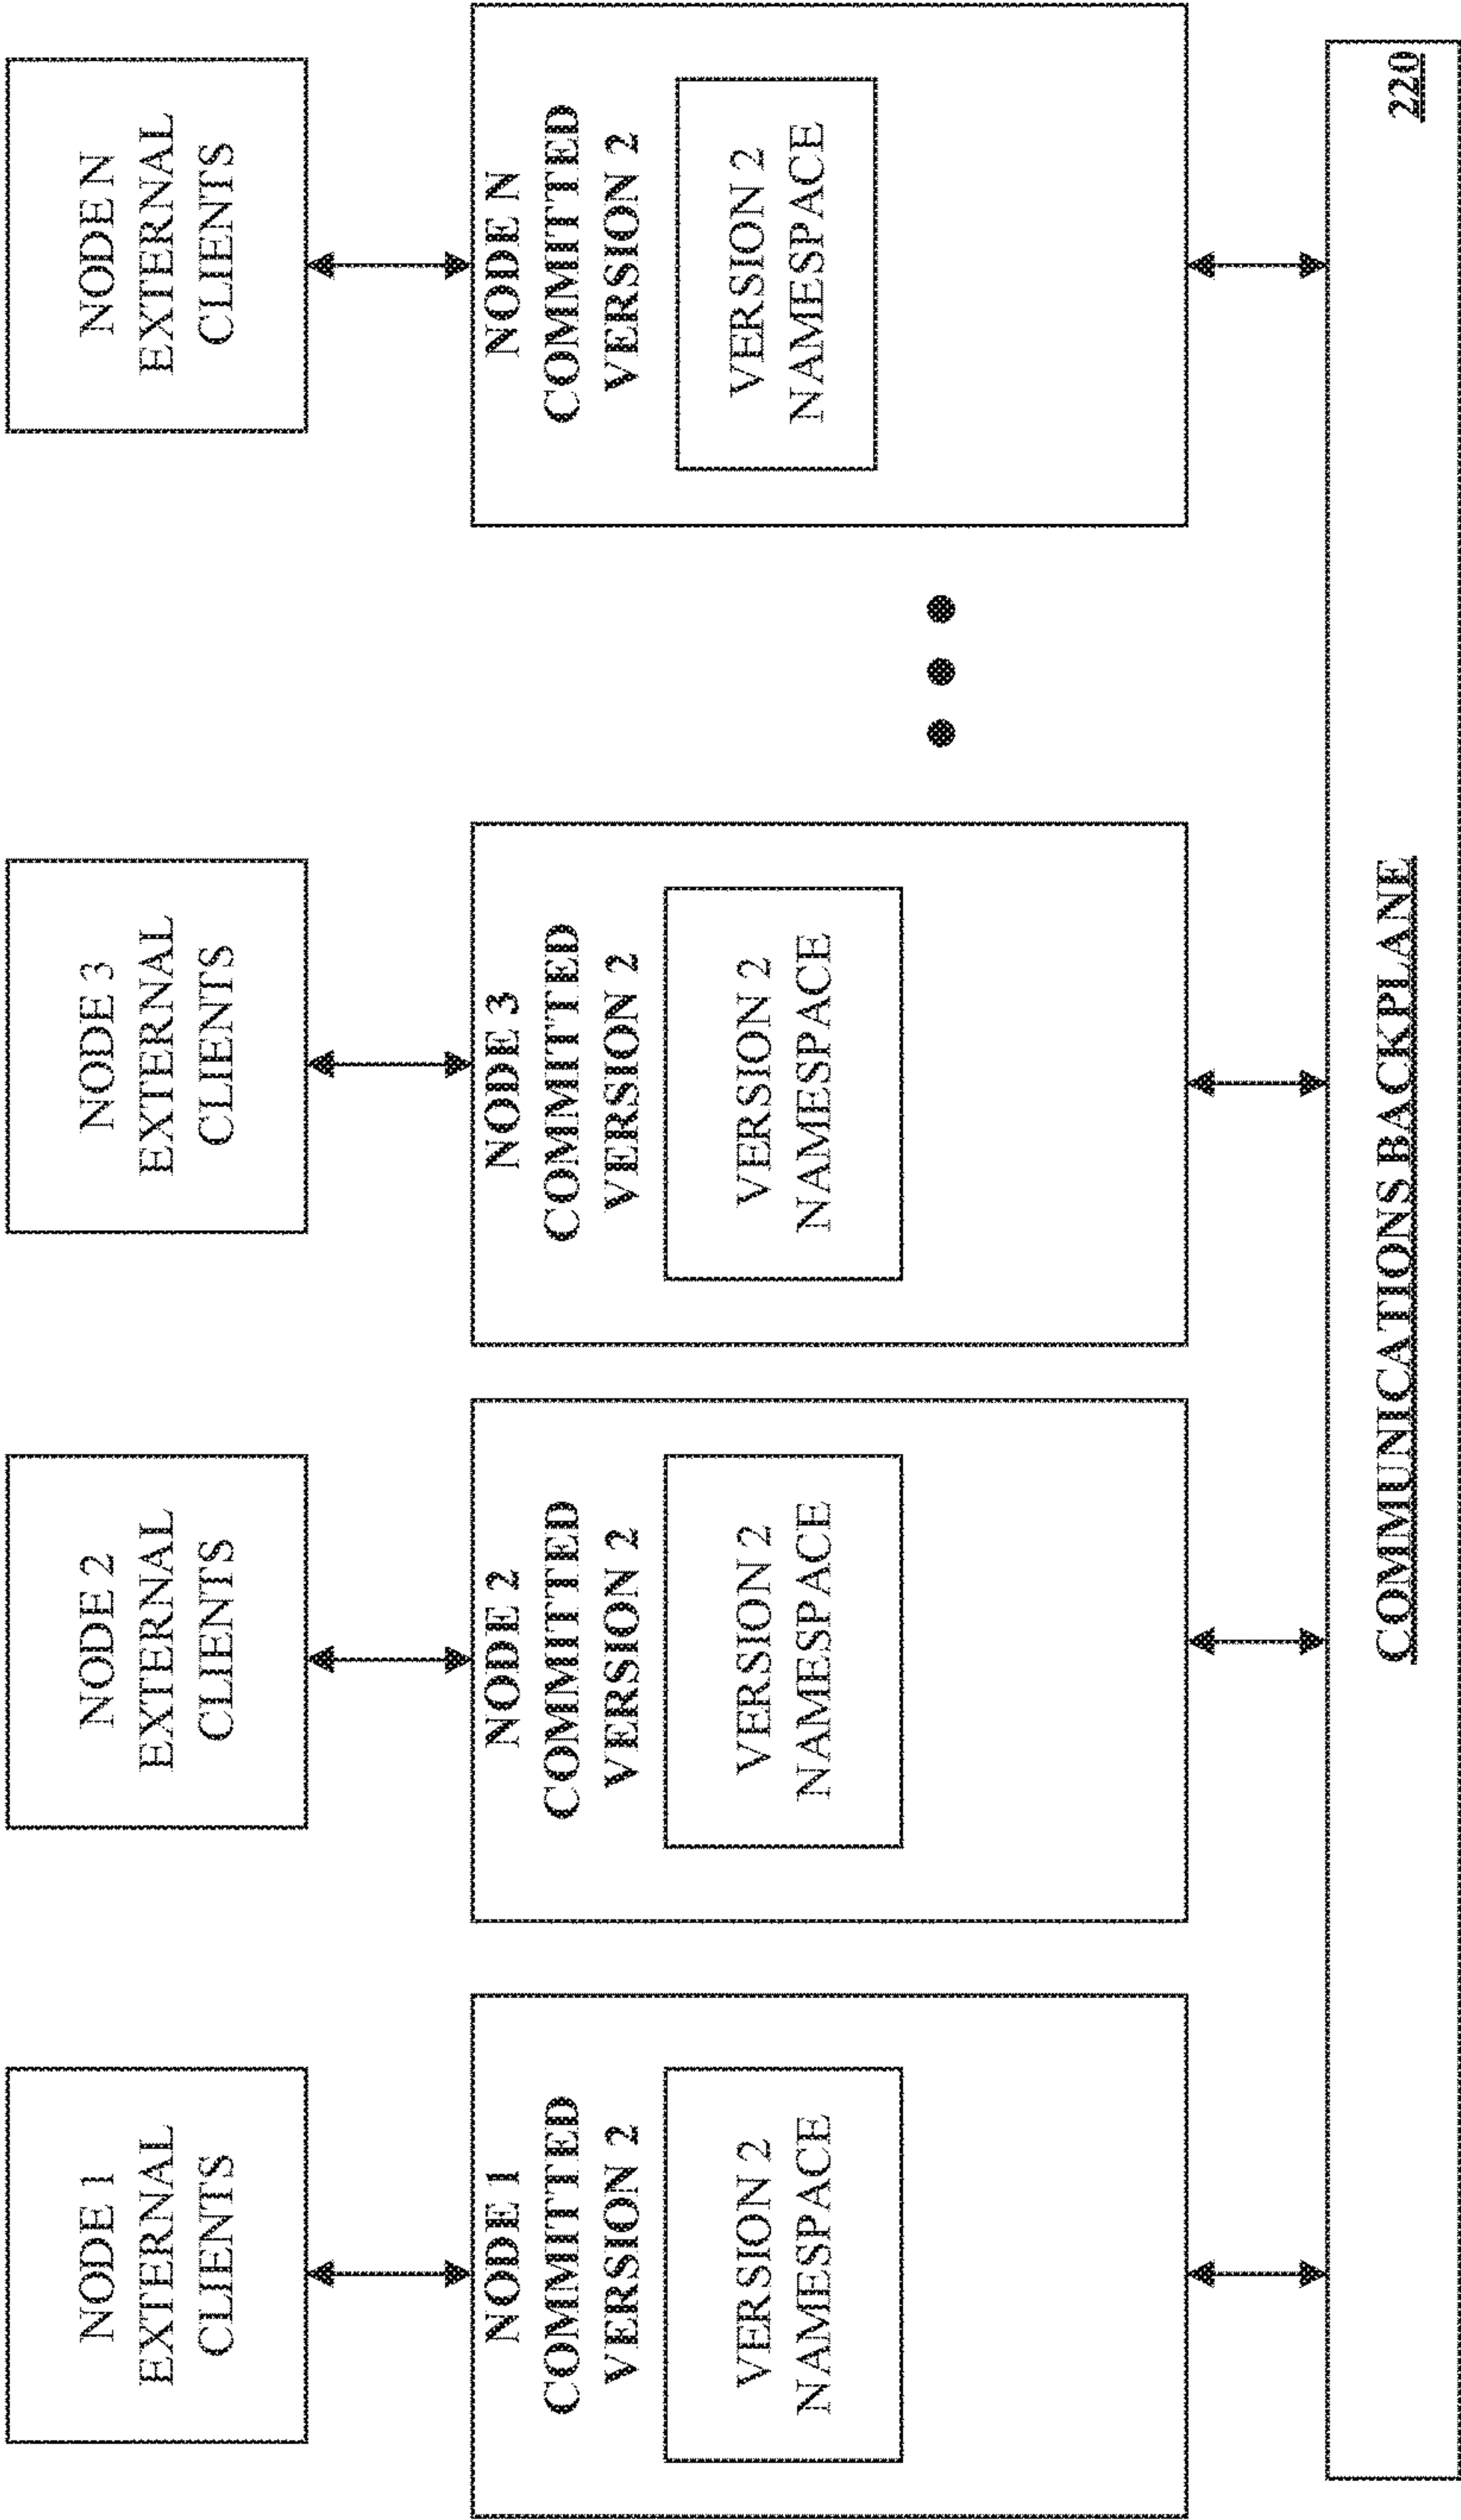 NODE 1
EXTERNAL
CLIENTS
NODE 2
EXTERNAL
CLIENTS
NODE 3
EXTERNAL
CLIENTS
NODE N
EXTERNAL
CLIENTS
NODE 1
COMMITTED
VERSION 2
VERSION 2
NAMESPACE
NODE 2
COMMITTED
VERSION 2
VERSION 2
NAMESPACE
NODE 3
COMMITTED
VERSION 2
VERSION 2
NAMESPACE
NODE N
COMMITTED
VERSION 2
VERSION 2
NAMESPACE
COMMUNICATIONS BACKPLANE
220